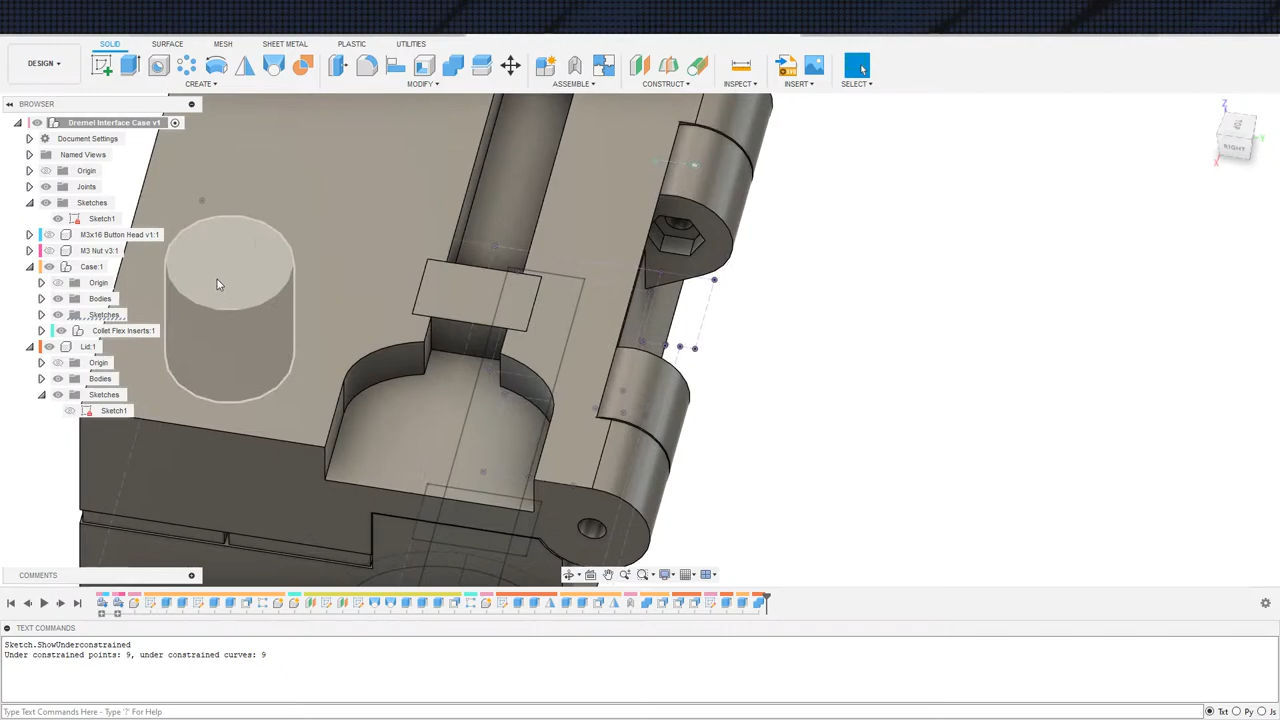 SOLID SURFACE MESH SHEET METAL PLASTIC UTILITIES
DESIGN
CREATE MODIFY ASSEMBLE CONSTRUCT INSPECT INSERT SELECT
BROWSER
Dremel Interface Case v1
Document Settings
Named Views
Origin
Joints
Sketches
Sketch1
M3x16 Button Head v1:1
M3 Nut v3:1
Case:1
Origin
Bodies
Sketches
Collet Flex Inserts:1
Lid:1
Origin
Bodies
Sketches
Sketch1
Z
TOP
RIGHT
Y
X
COMMENTS
TEXT COMMANDS
Sketch.ShowUnderconstrained
Under constrained points: 9, under constrained curves: 9
Type Text Commands Here - Type '?' For Help
Txt Py Js